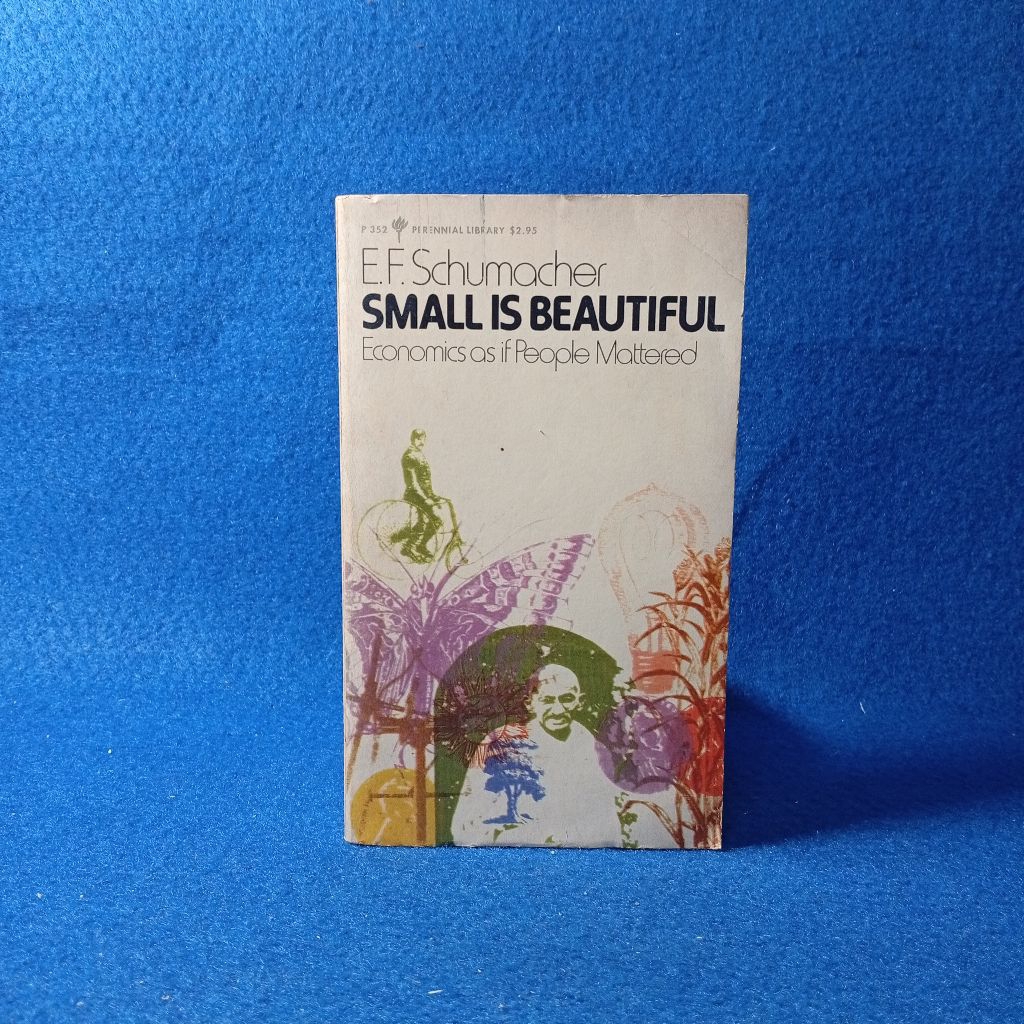 P 352 PERENNIAL LIBRARY $2.95
E.F. Schumacher
SMALL IS BEAUTIFUL
Economics as if People Mattered